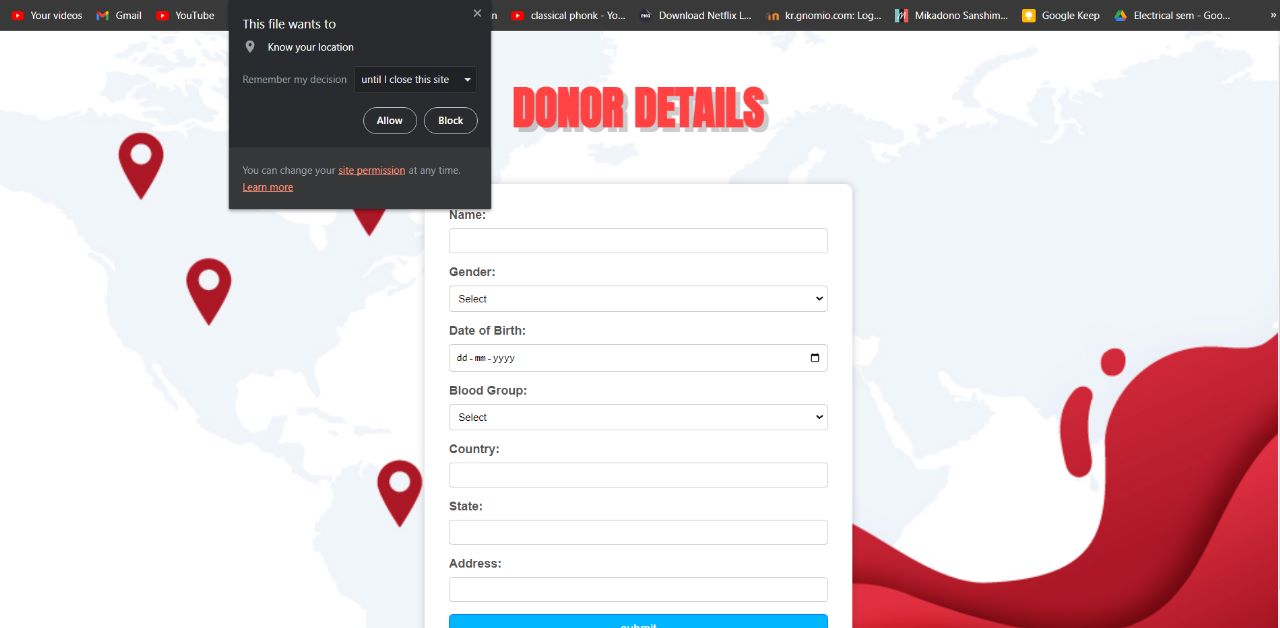 Your videos
Gmail
YouTube
n
classical phonk - Yo...
Download Netflix L...
kr.gnomio.com: Log...
Mikadono Sanshim...
Google Keep
Electrical sem - Goo...
»
This file wants to
Know your location
Remember my decision
until I close this site
Allow
Block
You can change your site permission at any time.
Learn more
DONOR DETAILS
Name:
Gender:
Select
Date of Birth:
dd-mm-yyyy
Blood Group:
Select
Country:
State:
Address:
submit